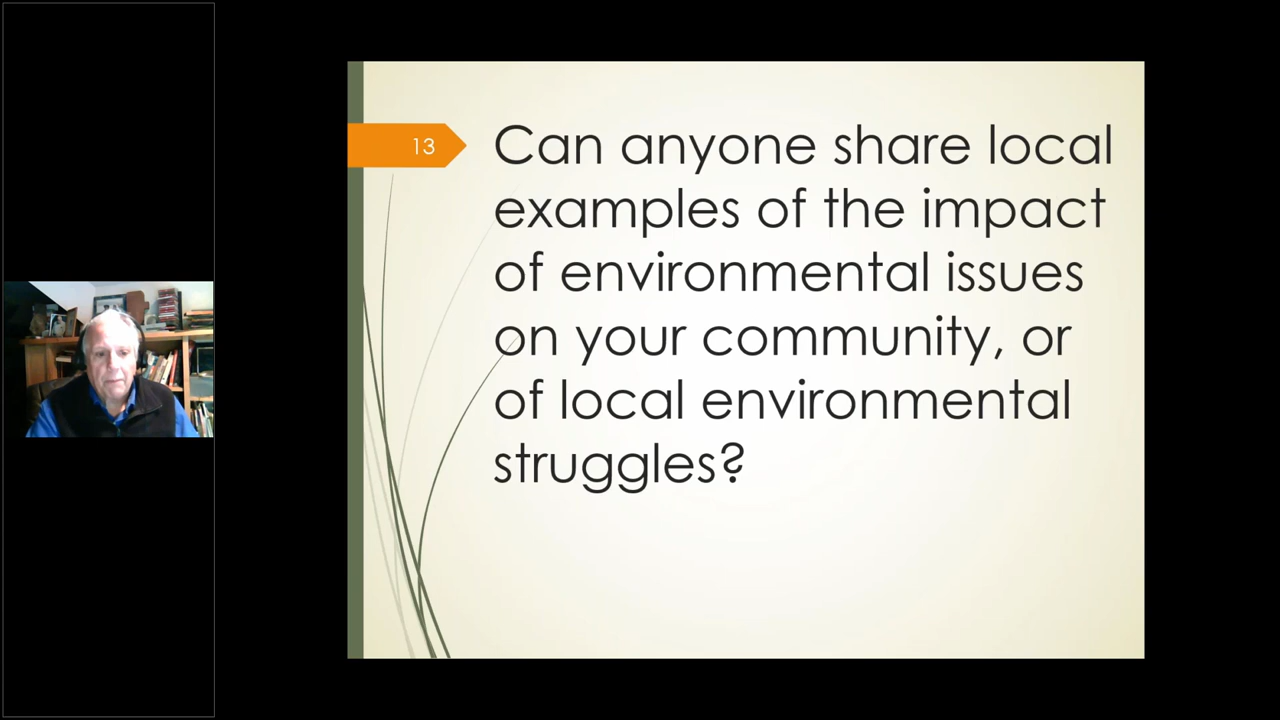 13
Can anyone share local
examples of the impact
of environmental issues
on your community, or
of local environmental
struggles?